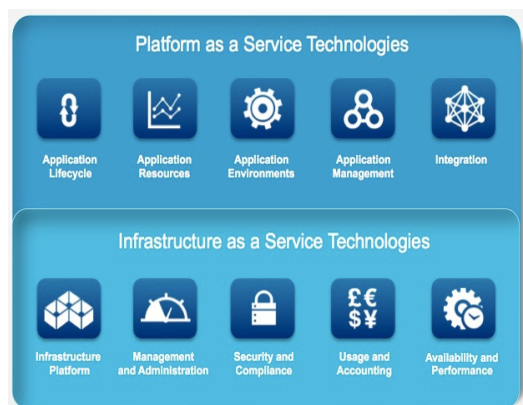 Platform as a Service Technologies
Application
Lifecycle
Application
Resources
Application
Environments
Application
Management
Integration
Infrastructure as a Service Technologies
£€
$¥
Infrastructure
Platform
Management
and Administration
Security and
Compliance
Usage and
Accounting
Availability and
Performance